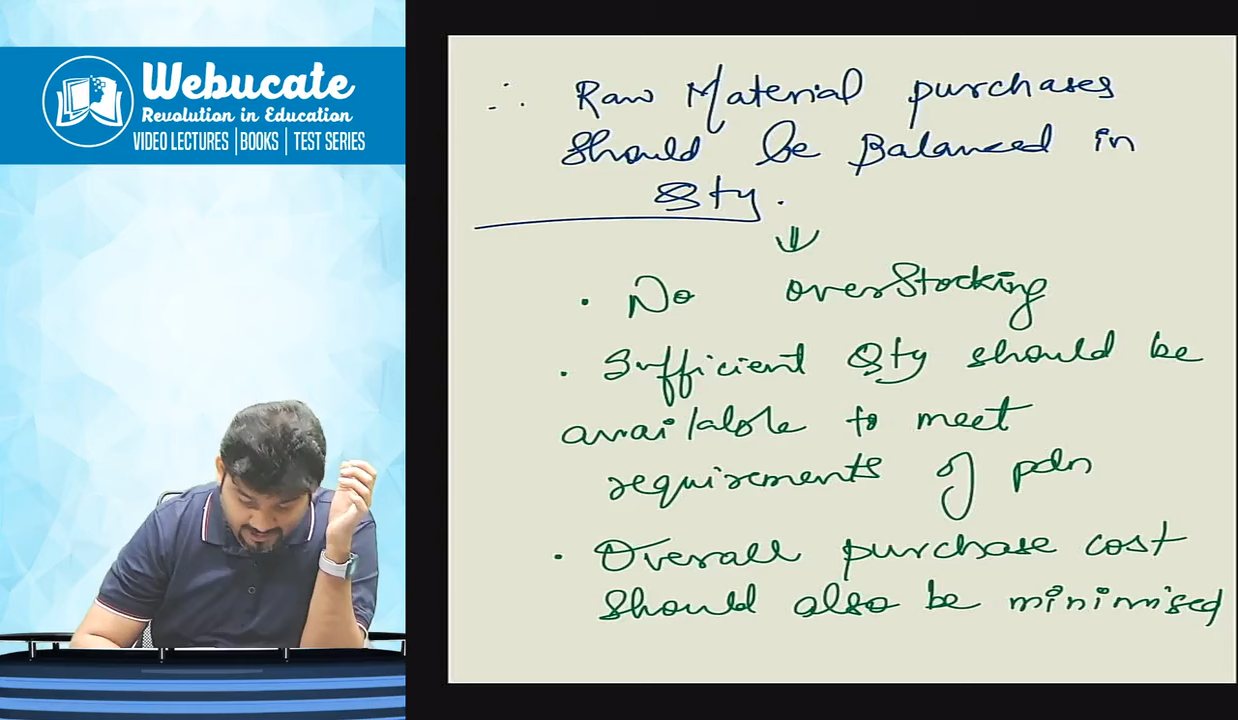 Webucate
Revolution in Education
VIDEO LECTURES | BOOKS | TEST SERIES
∴ Raw Material purchases
should be Balanced in
Qty.
↓
· No overstocking
· Sufficient Qty should be
available to meet
requirements of pdn
· Overall purchase cost
should also be minimised